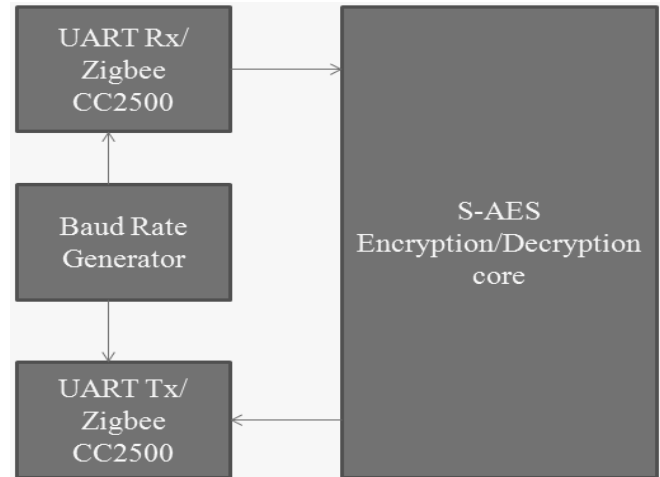 UART Rx/
Zigbee
CC2500
Baud Rate
Generator
UART Tx/
Zigbee
CC2500
S-AES
Encryption/Decryption
core